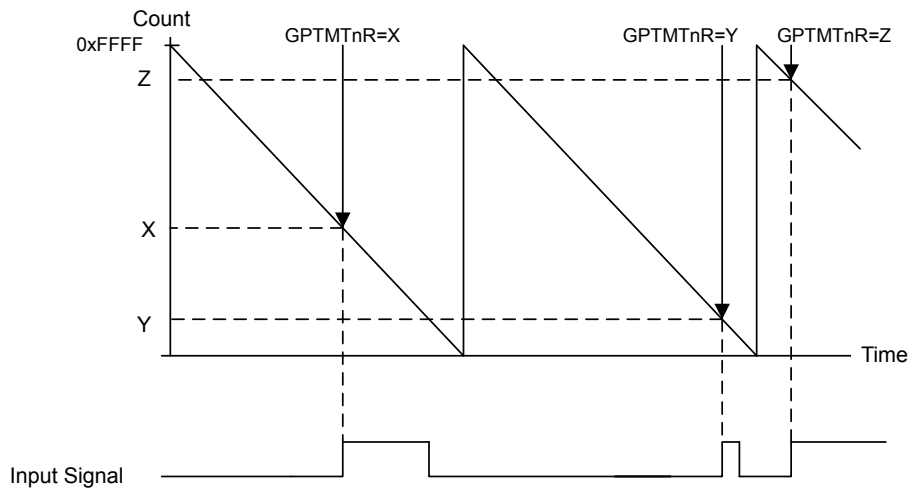 Count
0xFFFF
GPTMTnR=X
GPTMTnR=Y
GPTMTnR=Z
Z
X
Y
Time
Input Signal